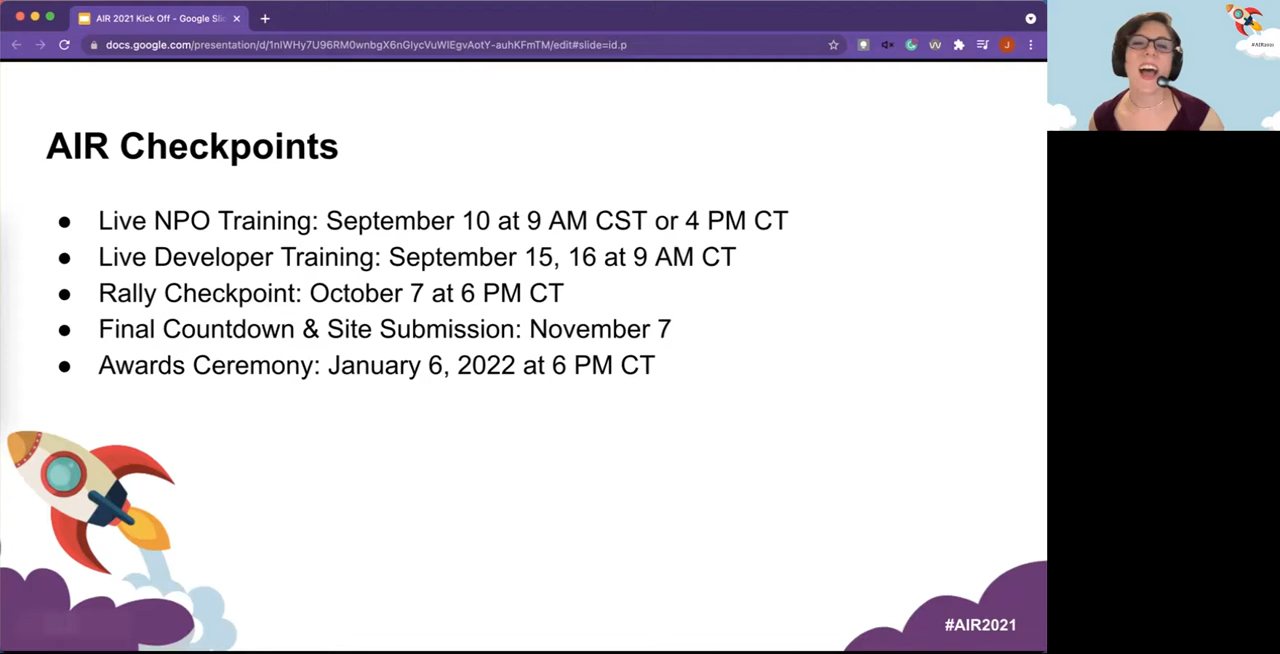 AIR 2021 Kick Off - Google Slic
docs.google.com/presentation/d/1nIWHy7U96RM0wnbgX6nGIycVuWIEgvAotY-auhKFmTM/edit#slide=id.p
J
#AIR2021
AIR Checkpoints
● Live NPO Training: September 10 at 9 AM CST or 4 PM CT
● Live Developer Training: September 15, 16 at 9 AM CT
● Rally Checkpoint: October 7 at 6 PM CT
● Final Countdown & Site Submission: November 7
● Awards Ceremony: January 6, 2022 at 6 PM CT
#AIR2021